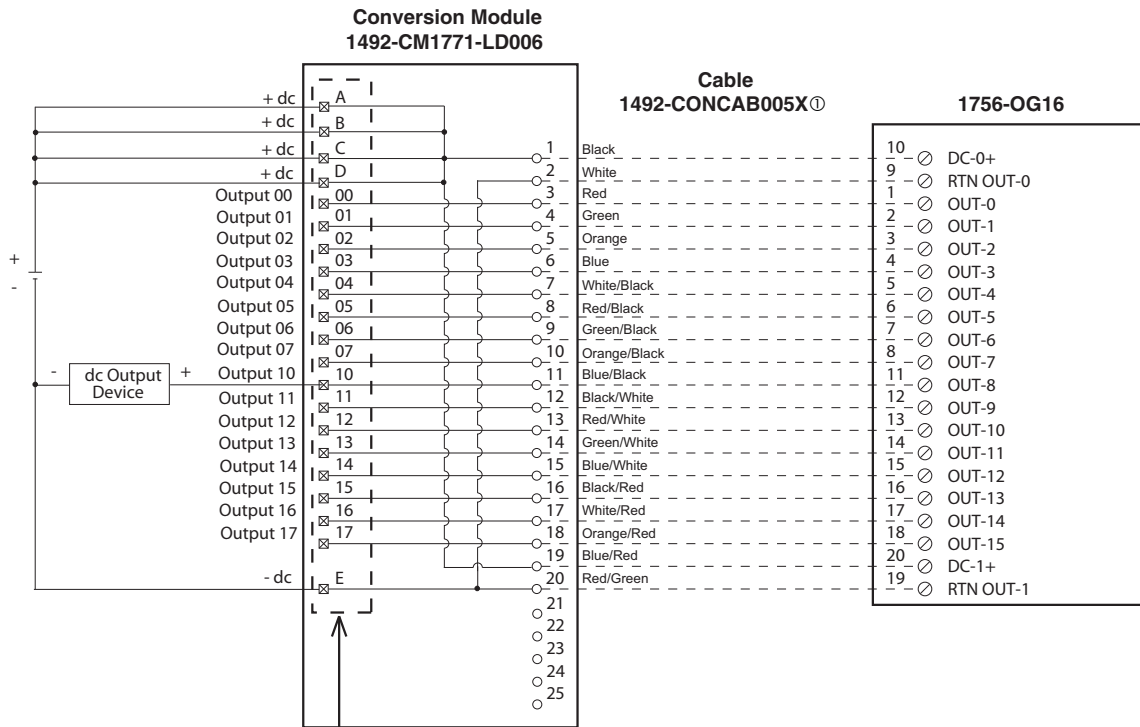 Conversion Module
1492-CM1771-LD006
Cable
1492-CONCAB005X①
1756-OG16
+ dc A
+ dc B
+ dc C
+ dc D
1 Black 10 DC-0+
2 White 9 RTN OUT-0
Output 00 00 3 Red 1 OUT-0
Output 01 01 4 Green 2 OUT-1
Output 02 02 5 Orange 3 OUT-2
Output 03 03 6 Blue 4 OUT-3
Output 04 04 7 White/Black 5 OUT-4
Output 05 05 8 Red/Black 6 OUT-5
Output 06 06 9 Green/Black 7 OUT-6
Output 07 07 10 Orange/Black 8 OUT-7
Output 10 10 11 Blue/Black 11 OUT-8
Output 11 11 12 Black/White 12 OUT-9
Output 12 12 13 Red/White 13 OUT-10
Output 13 13 14 Green/White 14 OUT-11
Output 14 14 15 Blue/White 15 OUT-12
Output 15 15 16 Black/Red 16 OUT-13
Output 16 16 17 White/Red 17 OUT-14
Output 17 17 18 Orange/Red 18 OUT-15
19 Blue/Red 20 DC-1+
- dc E 20 Red/Green 19 RTN OUT-1
21
22
23
24
25
+
-
- dc Output +
Device